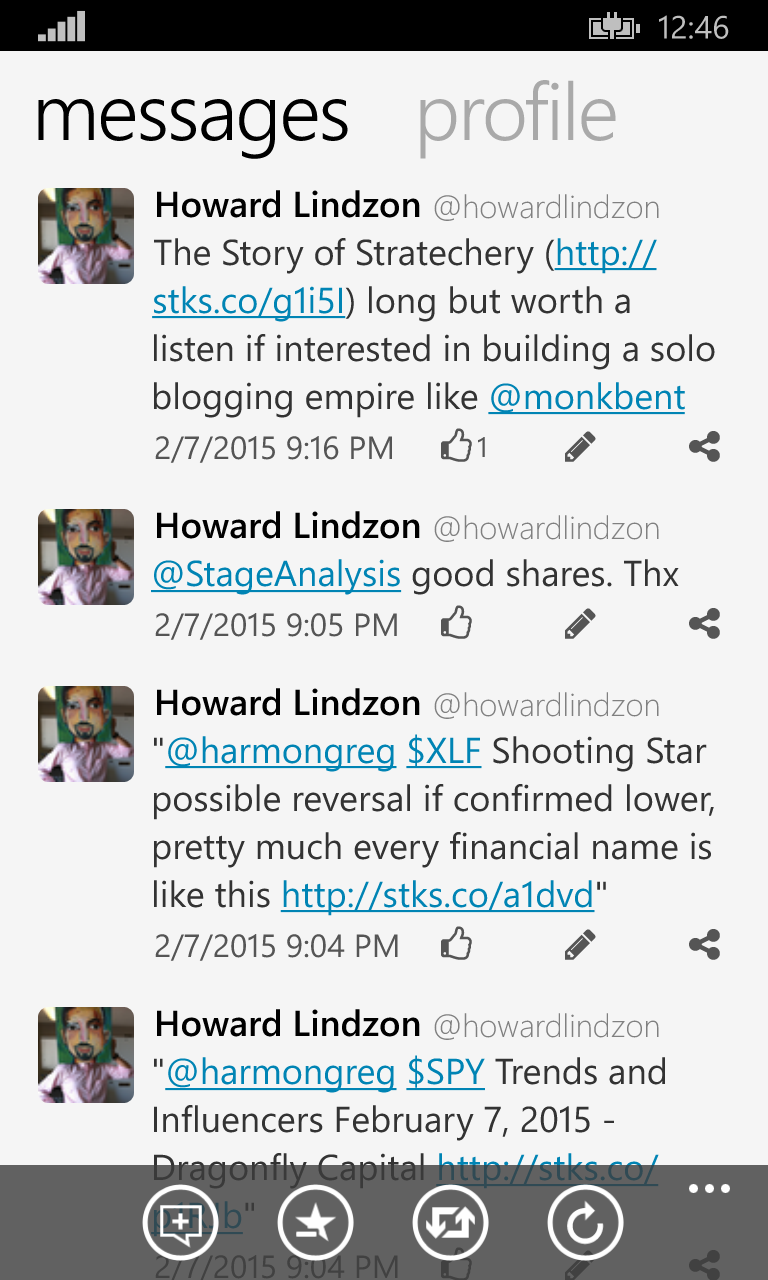 12:46
messages profile
Howard Lindzon @howardlindzon
The Story of Stratechery (http://
stks.co/g1i5I) long but worth a
listen if interested in building a solo
blogging empire like @monkbent
2/7/2015 9:16 PM 1
Howard Lindzon @howardlindzon
@StageAnalysis good shares. Thx
2/7/2015 9:05 PM
Howard Lindzon @howardlindzon
"@harmongreg $XLF Shooting Star
possible reversal if confirmed lower,
pretty much every financial name is
like this http://stks.co/a1dvd"
2/7/2015 9:04 PM
Howard Lindzon @howardlindzon
"@harmongreg $SPY Trends and
Influencers February 7, 2015 -
Dragonfly Capital http://stks.co/
2/7/2015 9:04 PM